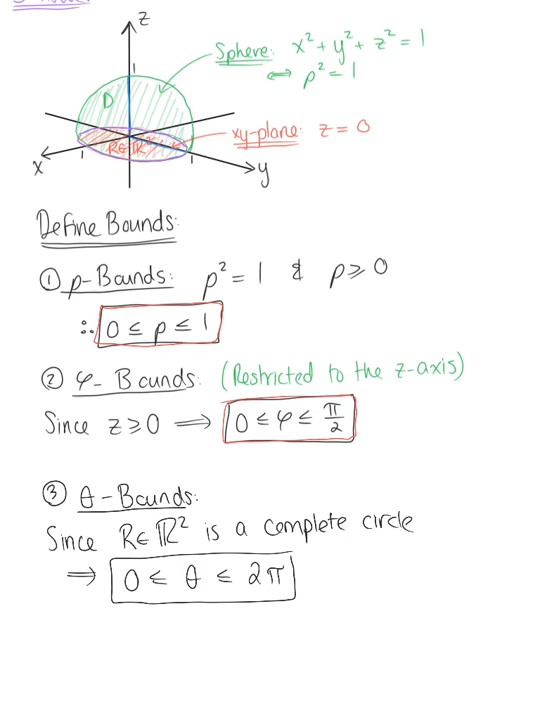 z
Sphere: x² + y² + z² = 1
⟺ ρ² = 1
D
xy-plane: z = 0
R∈ℝ²
x
y
Define Bounds:
① ρ-Bounds: ρ² = 1 & ρ ≥ 0
∴ 0 ≤ ρ ≤ 1
② φ-Bounds: (Restricted to the z-axis)
Since z ≥ 0 ⟹ 0 ≤ φ ≤ π/2
③ θ-Bounds:
Since R∈ℝ² is a complete circle
⟹ 0 ≤ θ ≤ 2π